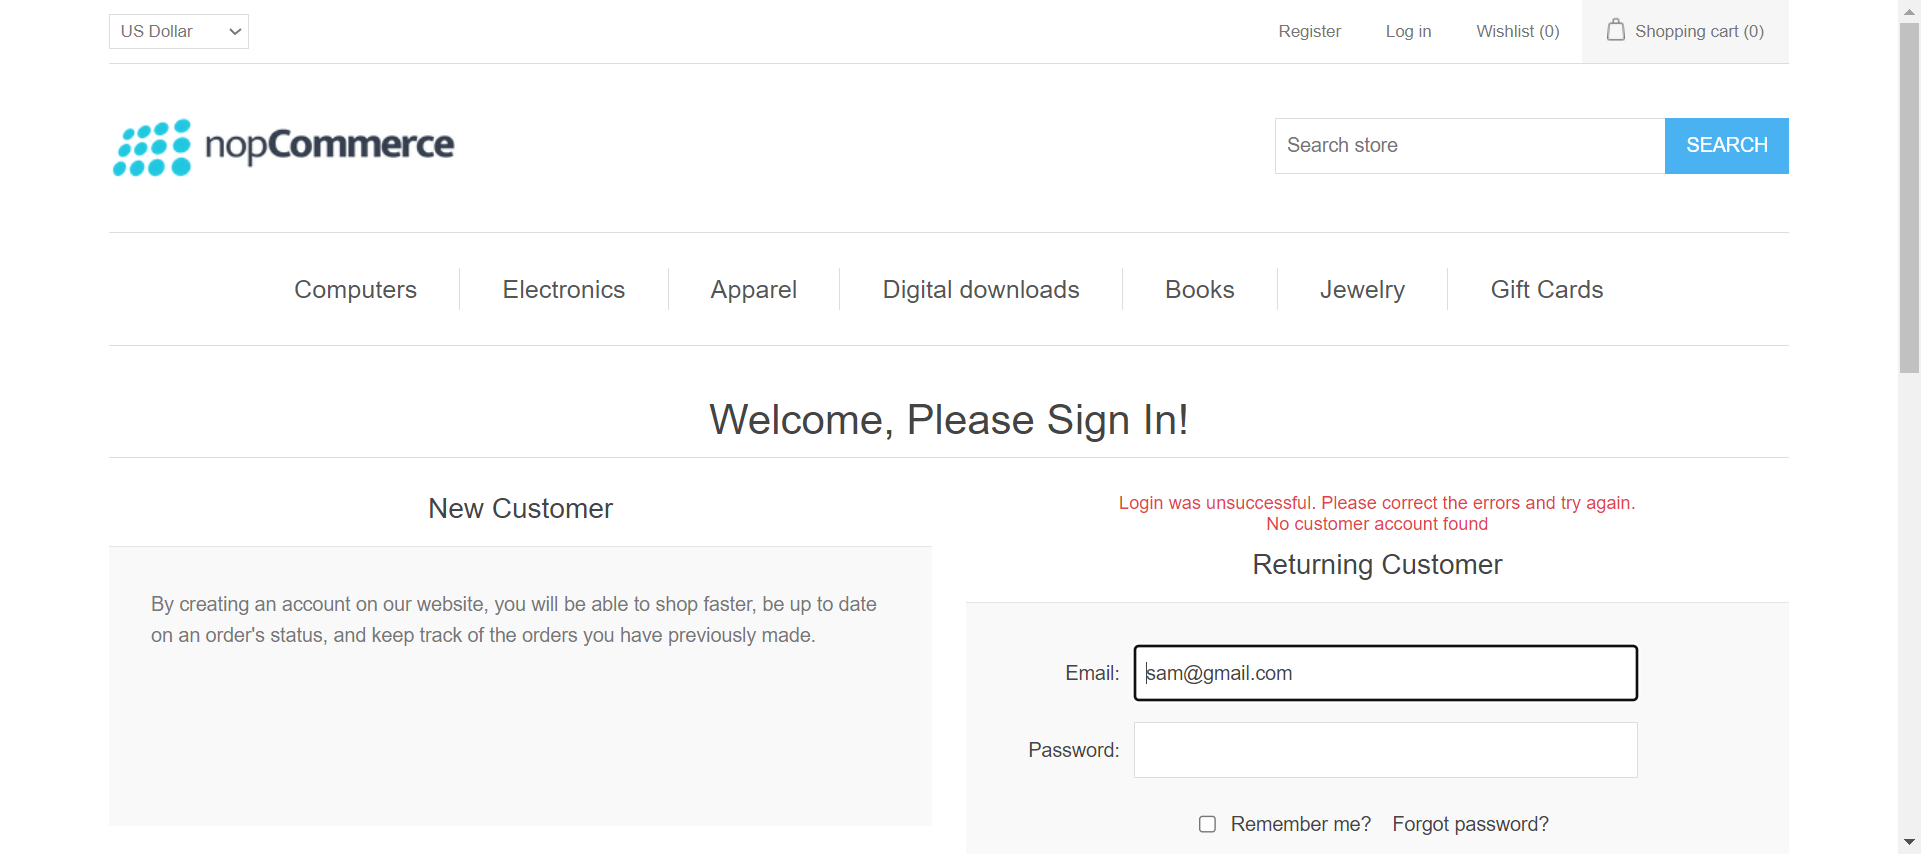 US Dollar
Register
Log in
Wishlist (0)
Shopping cart (0)
nopCommerce
Search store
SEARCH
Computers
Electronics
Apparel
Digital downloads
Books
Jewelry
Gift Cards
Welcome, Please Sign In!
New Customer
By creating an account on our website, you will be able to shop faster, be up to date
on an order's status, and keep track of the orders you have previously made.
Login was unsuccessful. Please correct the errors and try again.
No customer account found
Returning Customer
Email:
sam@gmail.com
Password:
Remember me?
Forgot password?